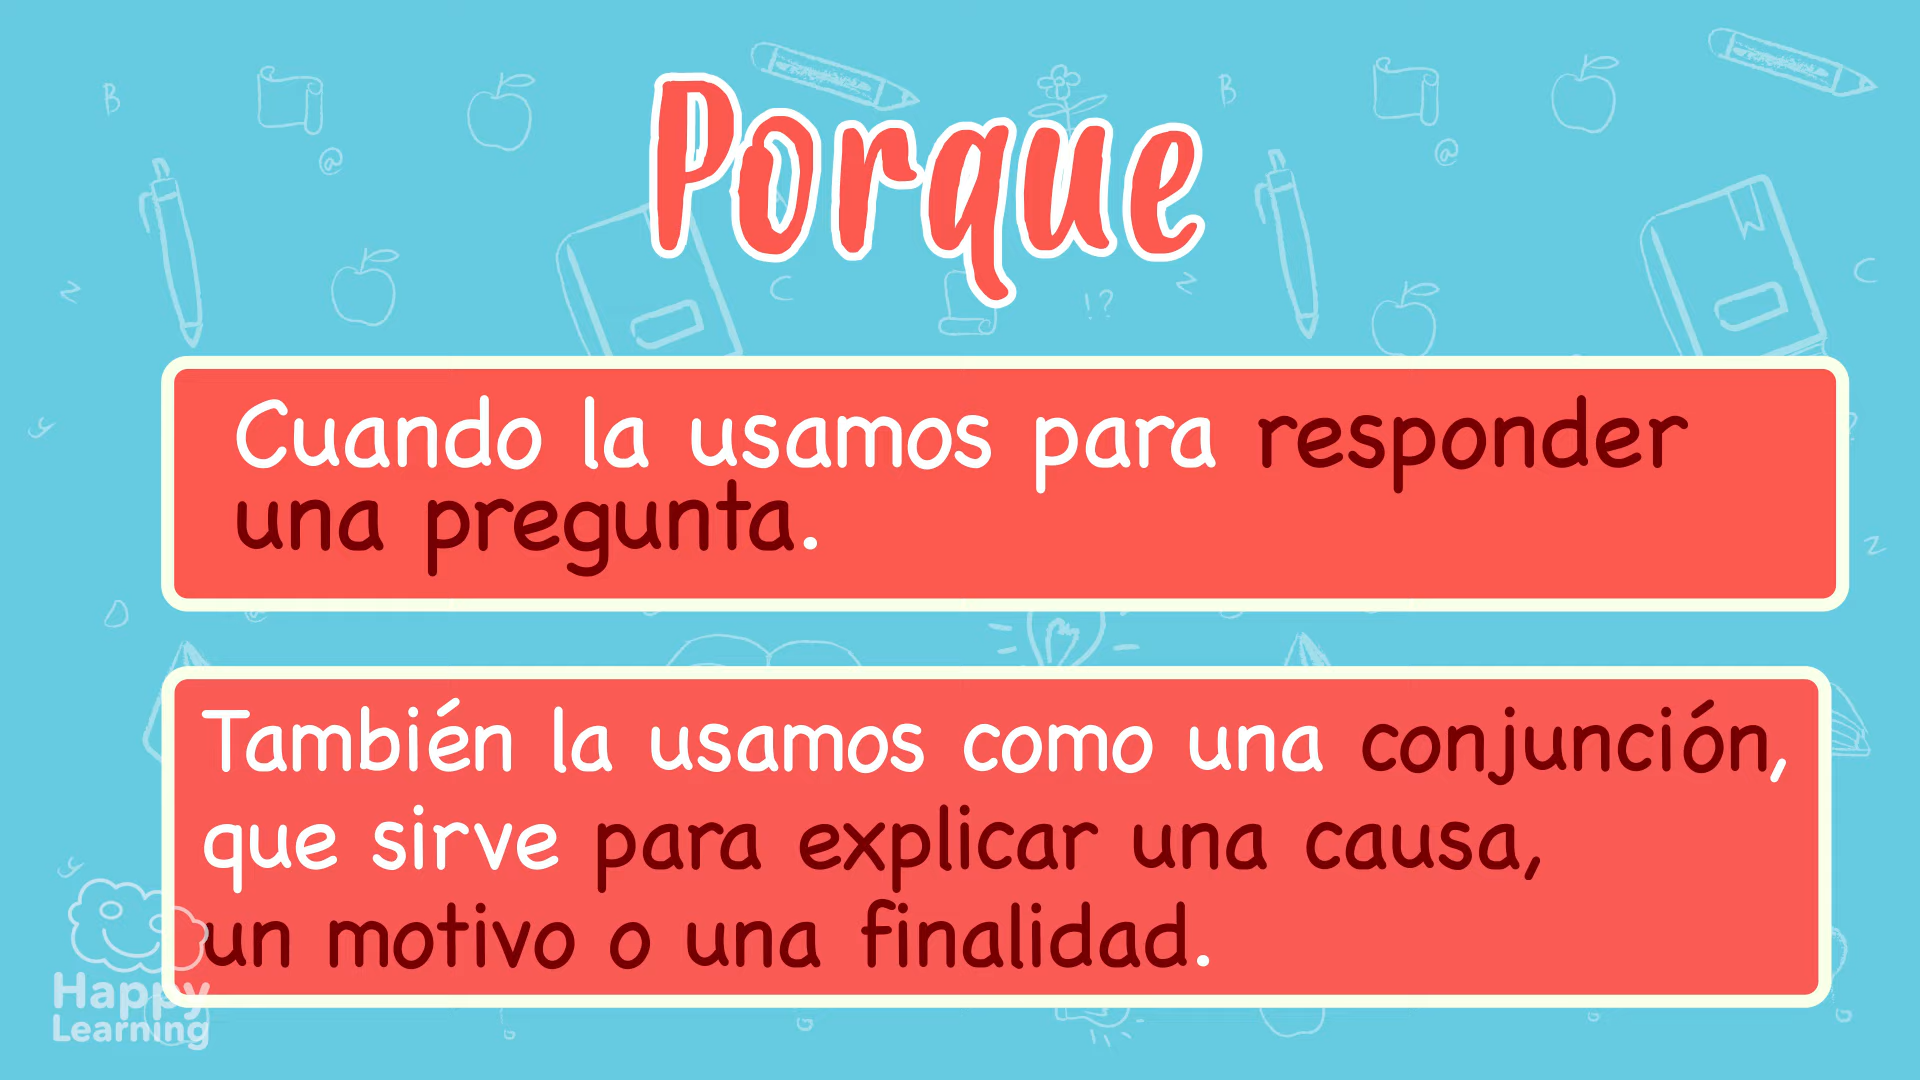 Porque
Cuando la usamos para responder
una pregunta.
También la usamos como una conjunción,
que sirve para explicar una causa,
un motivo o una finalidad.
Happy
Learning